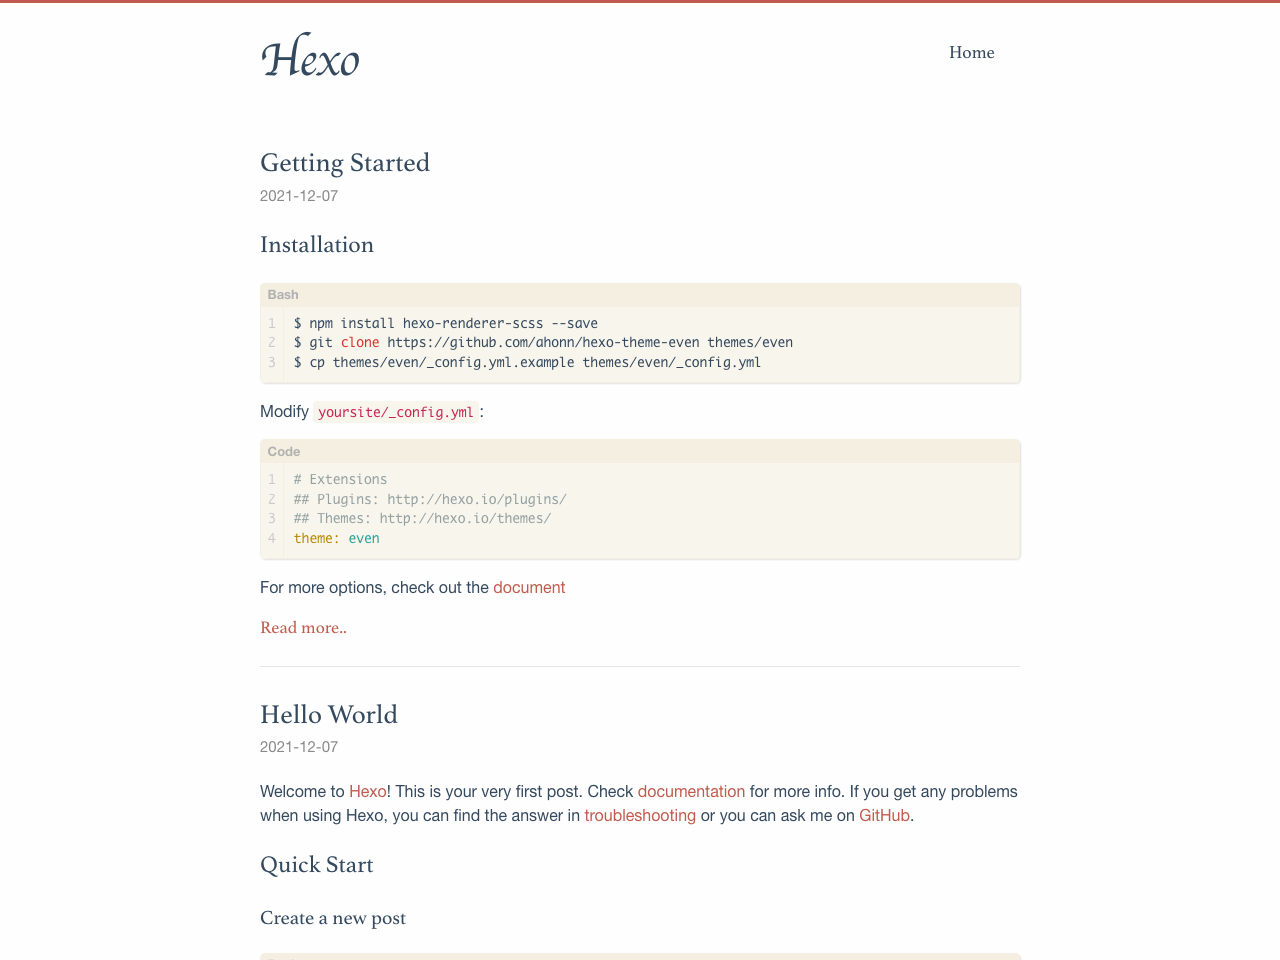 Hexo
Home
Getting Started
2021-12-07
Installation
Bash
1 $ npm install hexo-renderer-scss --save
2 $ git clone https://github.com/ahonn/hexo-theme-even themes/even
3 $ cp themes/even/_config.yml.example themes/even/_config.yml
Modify yoursite/_config.yml:
Code
1 # Extensions
2 ## Plugins: http://hexo.io/plugins/
3 ## Themes: http://hexo.io/themes/
4 theme: even
For more options, check out the document
Read more..
Hello World
2021-12-07
Welcome to Hexo! This is your very first post. Check documentation for more info. If you get any problems
when using Hexo, you can find the answer in troubleshooting or you can ask me on GitHub.
Quick Start
Create a new post